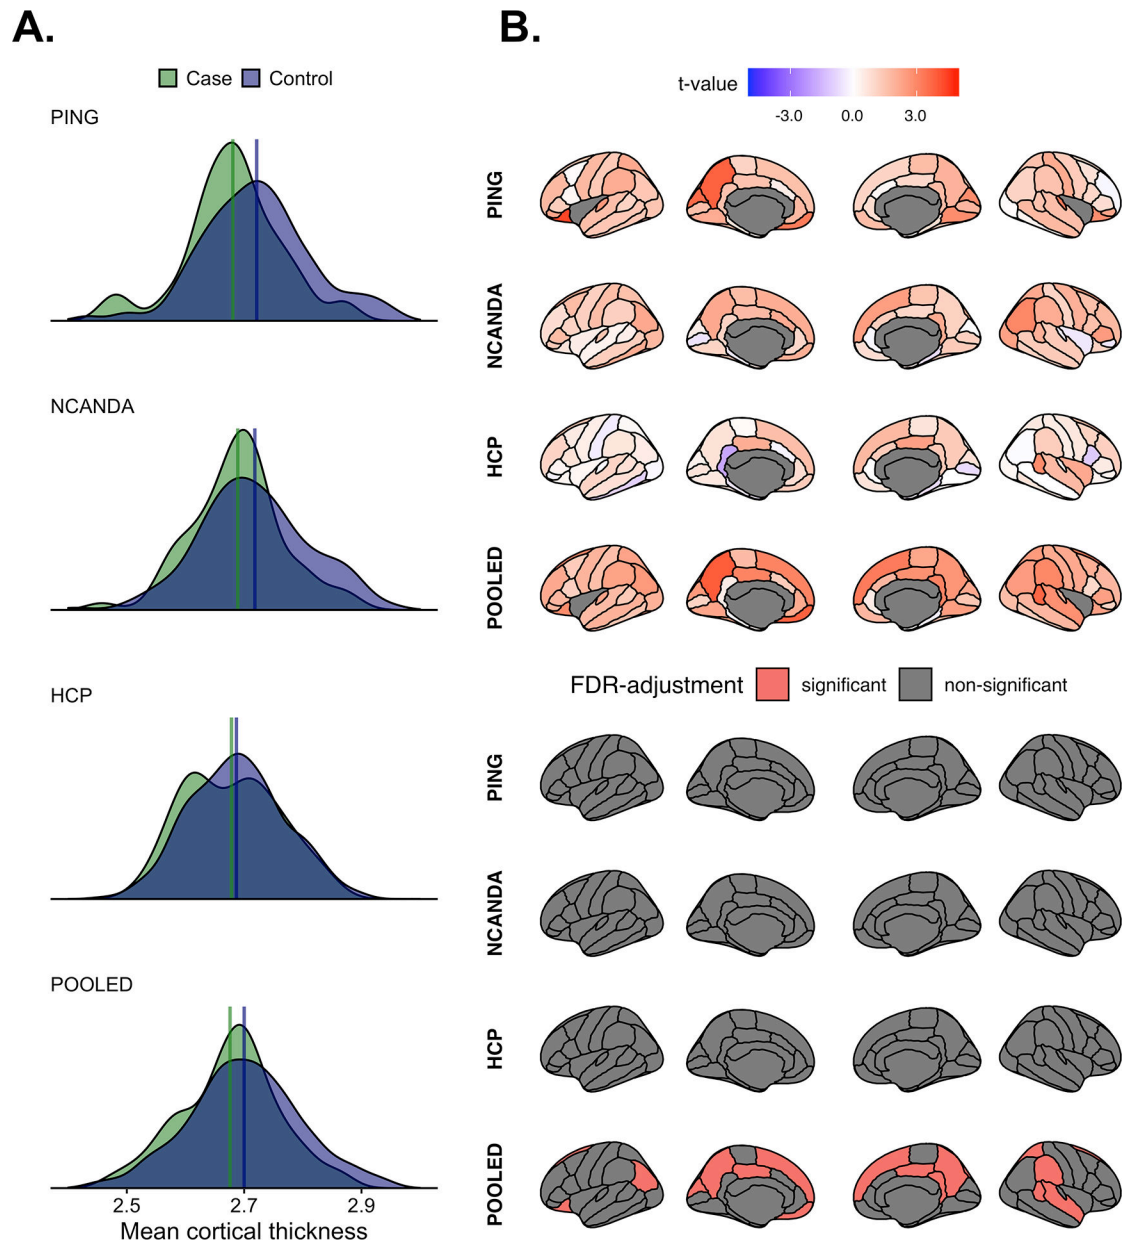 A.
Case Control
PING
NCANDA
HCP
POOLED
2.5 2.7 2.9
Mean cortical thickness
B.
t-value
-3.0 0.0 3.0
PING
NCANDA
HCP
POOLED
FDR-adjustment significant non-significant
PING
NCANDA
HCP
POOLED